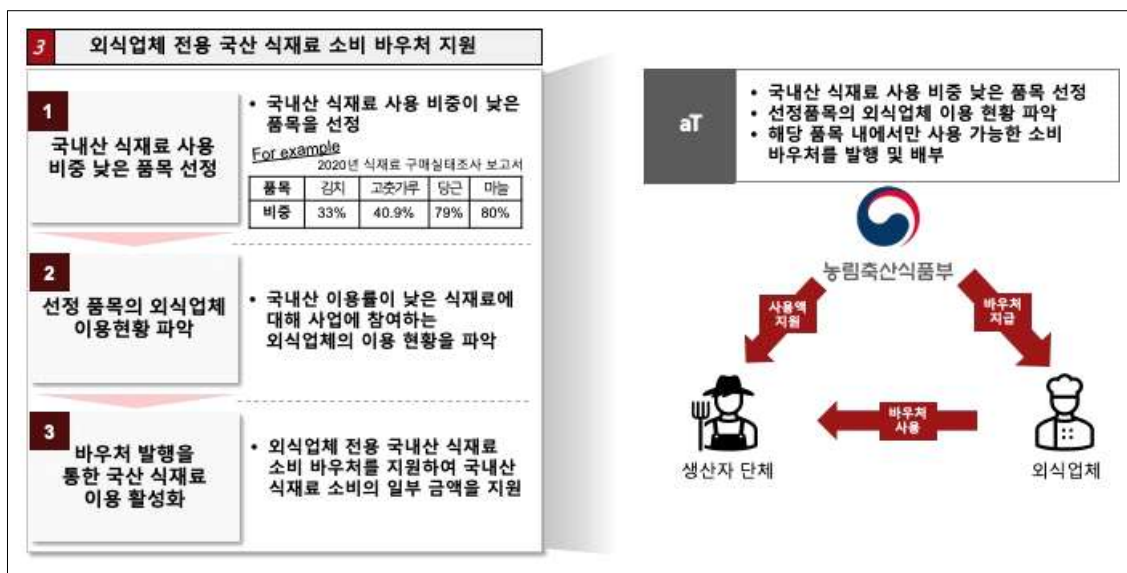 3 외식업체 전용 국산 식재료 소비 바우처 지원
1
국내산 식재료 사용
비중 낮은 품목 선정
• 국내산 식재료 사용 비중이 낮은
품목을 선정
For example
2020년 식재료 구매실태조사 보고서
품목 김치 고춧가루 당근 마늘
비중 33% 40.9% 79% 80%
2
선정 품목의 외식업체
이용현황 파악
• 국내산 이용률이 낮은 식재료에
대해 사업에 참여하는
외식업체의 이용 현황을 파악
3
바우처 발행을
통한 국산 식재료
이용 활성화
• 외식업체 전용 국내산 식재료
소비 바우처를 지원하여 국내산
식재료 소비의 일부 금액을 지원
aT
• 국내산 식재료 사용 비중 낮은 품목 선정
• 선정품목의 외식업체 이용 현황 파악
• 해당 품목 내에서만 사용 가능한 소비
바우처를 발행 및 배부
농림축산식품부
사용액
지원
바우처
지급
바우처
사용
생산자 단체
외식업체